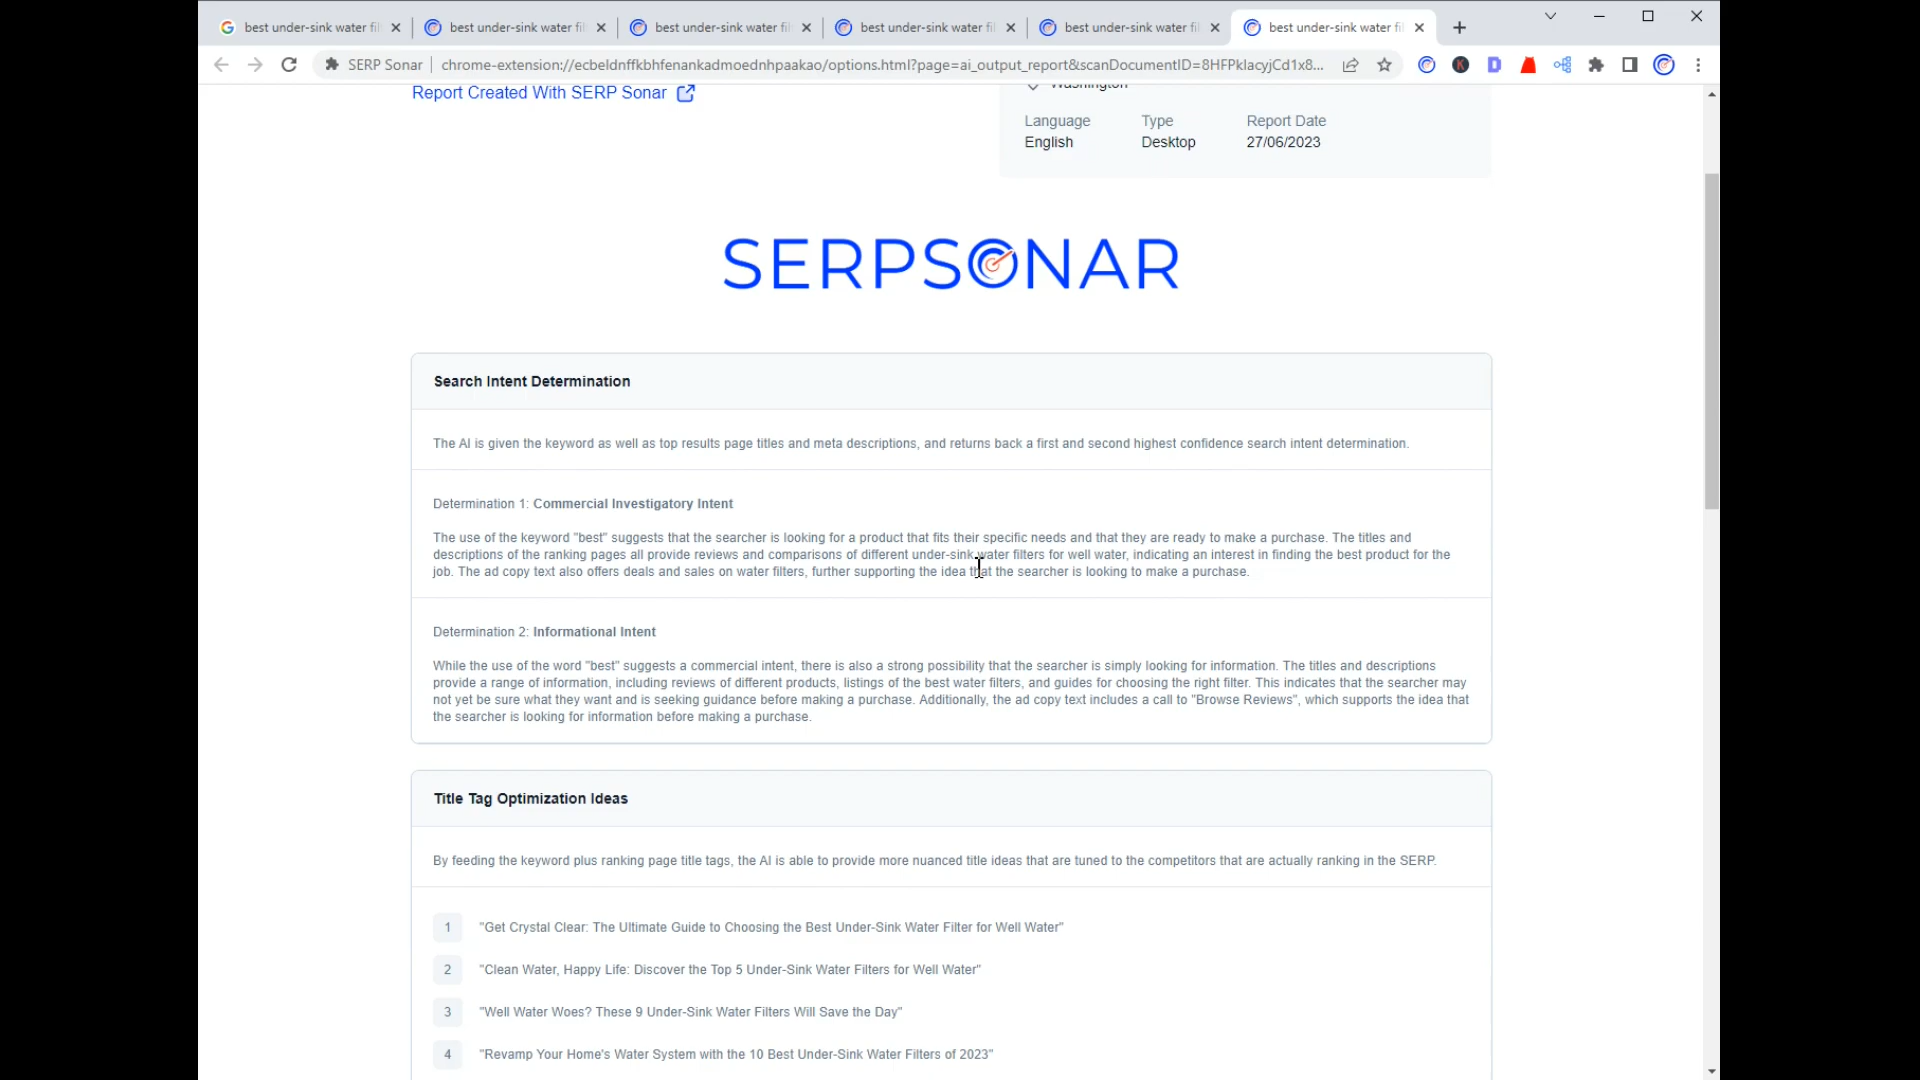 best under-sink water fil
best under-sink water fil
best under-sink water fil
best under-sink water fil
best under-sink water fil
best under-sink water fil
SERP Sonar
chrome-extension://ecbeldnffkbhfenankadmoednhpaakao/options.html?page=ai_output_report&scanDocumentID=8HFPklacyjCd1x8...
Report Created With SERP Sonar
Washington
Language Type Report Date
English Desktop 27/06/2023
SERPSONAR
Search Intent Determination
The AI is given the keyword as well as top results page titles and meta descriptions, and returns back a first and second highest confidence search intent determination.
Determination 1: Commercial Investigatory Intent
The use of the keyword "best" suggests that the searcher is looking for a product that fits their specific needs and that they are ready to make a purchase. The titles and
descriptions of the ranking pages all provide reviews and comparisons of different under-sink water filters for well water, indicating an interest in finding the best product for the
job. The ad copy text also offers deals and sales on water filters, further supporting the idea that the searcher is looking to make a purchase.
Determination 2: Informational Intent
While the use of the word "best" suggests a commercial intent, there is also a strong possibility that the searcher is simply looking for information. The titles and descriptions
provide a range of information, including reviews of different products, listings of the best water filters, and guides for choosing the right filter. This indicates that the searcher may
not yet be sure what they want and is seeking guidance before making a purchase. Additionally, the ad copy text includes a call to "Browse Reviews", which supports the idea that
the searcher is looking for information before making a purchase.
Title Tag Optimization Ideas
By feeding the keyword plus ranking page title tags, the AI is able to provide more nuanced title ideas that are tuned to the competitors that are actually ranking in the SERP.
1 "Get Crystal Clear: The Ultimate Guide to Choosing the Best Under-Sink Water Filter for Well Water"
2 "Clean Water, Happy Life: Discover the Top 5 Under-Sink Water Filters for Well Water"
3 "Well Water Woes? These 9 Under-Sink Water Filters Will Save the Day"
4 "Revamp Your Home's Water System with the 10 Best Under-Sink Water Filters of 2023"